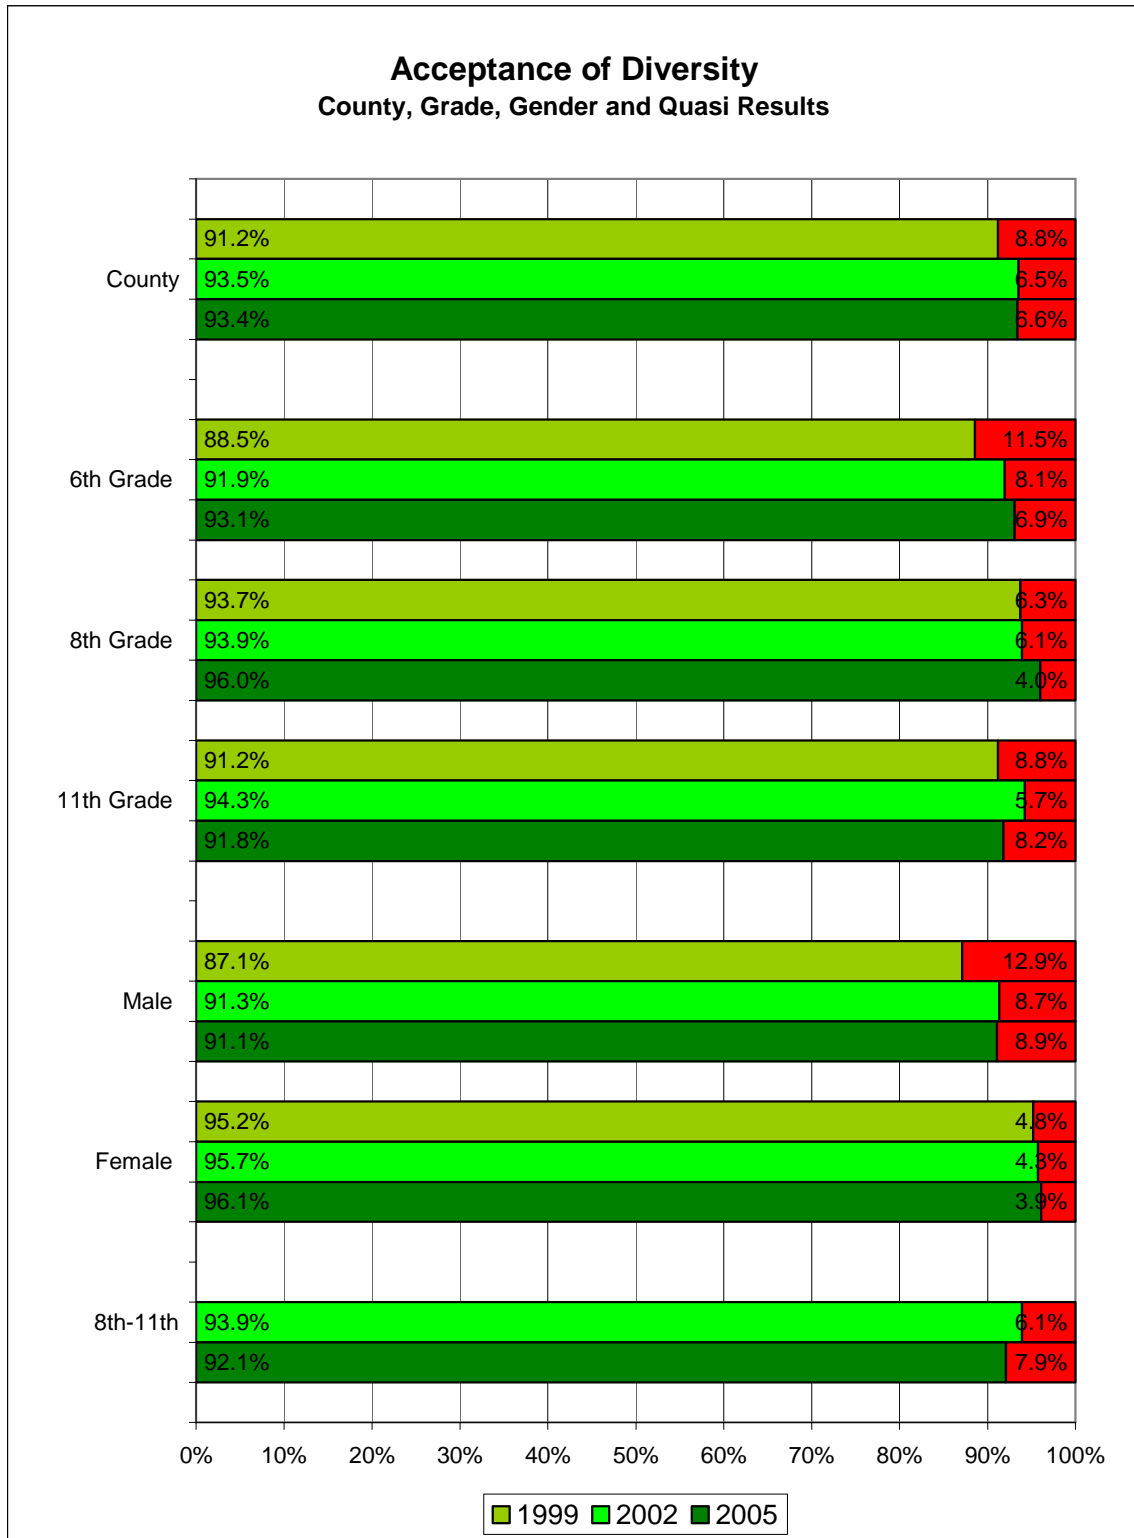 Acceptance of Diversity
County, Grade, Gender and Quasi Results
91.2% 8.8%
County 93.5% 6.5%
93.4% 6.6%
88.5% 11.5%
6th Grade 91.9% 8.1%
93.1% 6.9%
93.7% 6.3%
8th Grade 93.9% 6.1%
96.0% 4.0%
91.2% 8.8%
11th Grade 94.3% 5.7%
91.8% 8.2%
87.1% 12.9%
Male 91.3% 8.7%
91.1% 8.9%
95.2% 4.8%
Female 95.7% 4.3%
96.1% 3.9%
8th-11th 93.9% 6.1%
92.1% 7.9%
0% 10% 20% 30% 40% 50% 60% 70% 80% 90% 100%
1999 2002 2005